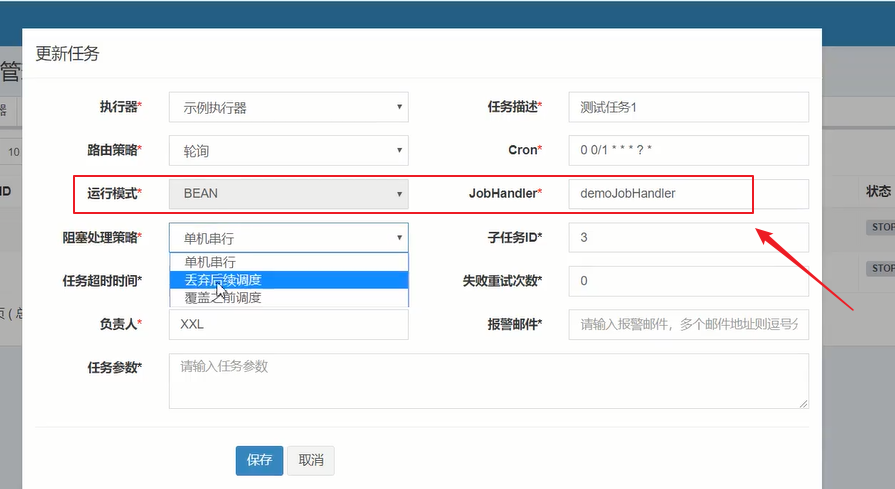 更新任务
管
器
执行器* 示例执行器 任务描述* 测试任务1
10 路由策略* 轮询 Cron* 0 0/1 * * * ? *
ID 运行模式* BEAN JobHandler* demoJobHandler 状态
阻塞处理策略* 单机串行 子任务ID* 3 STOP
单机串行
任务超时时间* 丢弃后续调度 失败重试次数* 0 STOP
覆盖之前调度
页 ( 总
负责人* XXL 报警邮件* 请输入报警邮件，多个邮件地址则逗号分
任务参数* 请输入任务参数
保存 取消